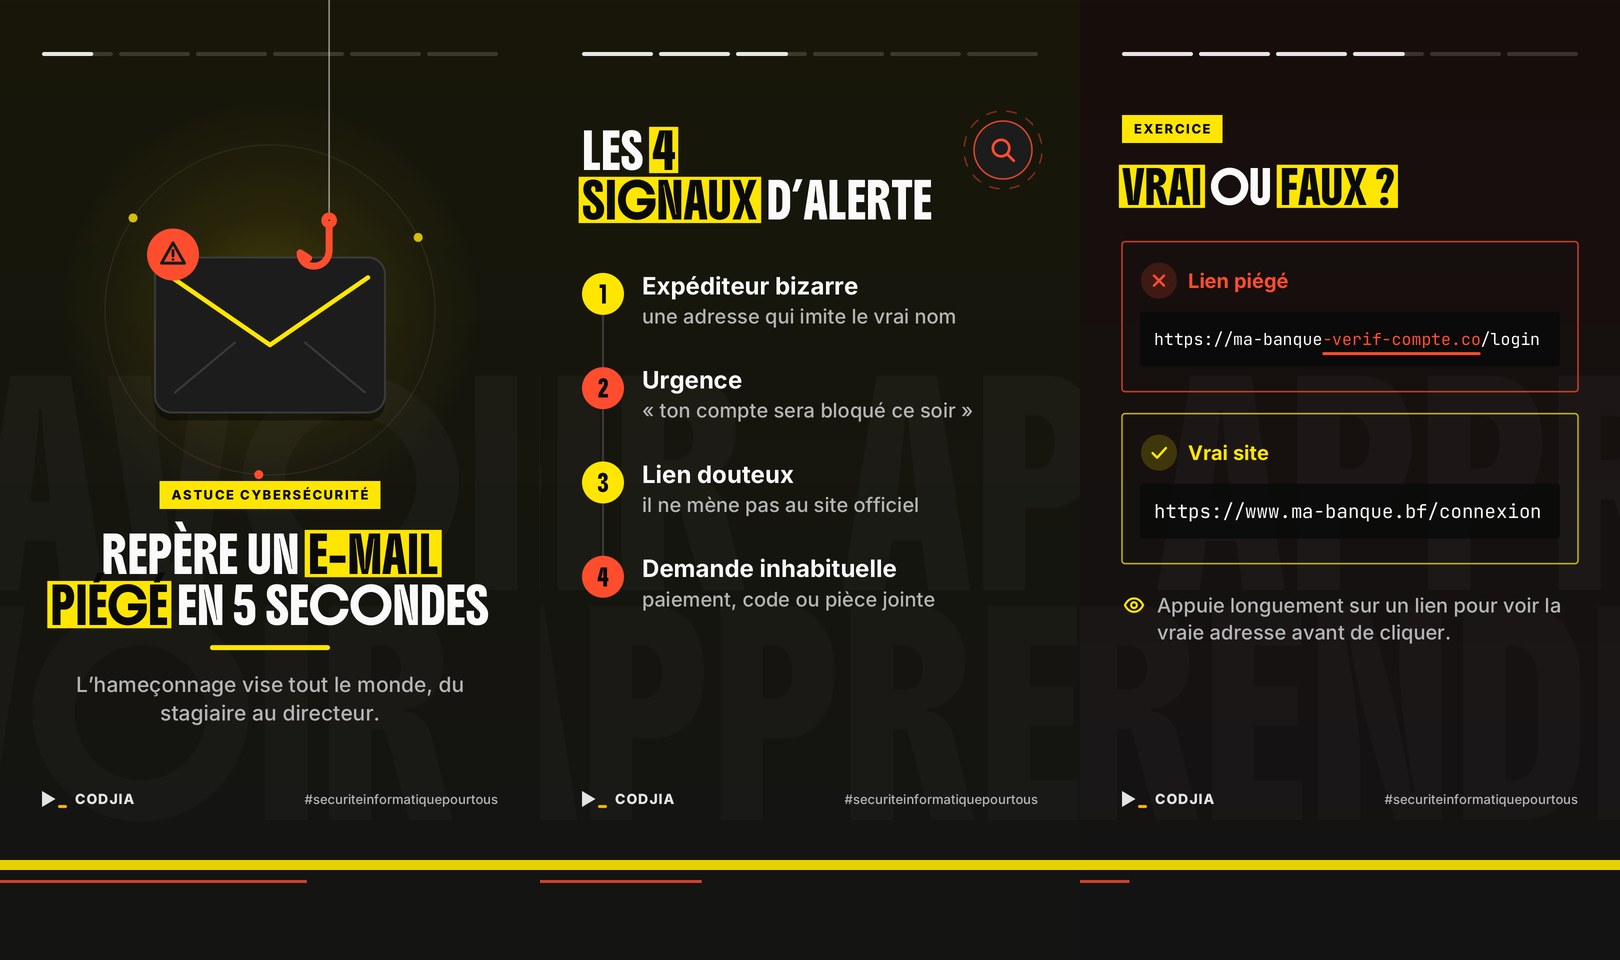 ASTUCE CYBERSÉCURITÉ
REPÈRE UN E-MAIL
PIÉGÉ EN 5 SECONDES
L’hameçonnage vise tout le monde, du
stagiaire au directeur.
CODJIA
#securiteinformatiquepourtous
LES 4
SIGNAUX D’ALERTE
1
Expéditeur bizarre
une adresse qui imite le vrai nom
2
Urgence
« ton compte sera bloqué ce soir »
3
Lien douteux
il ne mène pas au site officiel
4
Demande inhabituelle
paiement, code ou pièce jointe
CODJIA
#securiteinformatiquepourtous
EXERCICE
VRAI OU FAUX ?
Lien piégé
https://ma-banque-verif-compte.co/login
Vrai site
https://www.ma-banque.bf/connexion
Appuie longuement sur un lien pour voir la
vraie adresse avant de cliquer.
CODJIA
#securiteinformatiquepourtous